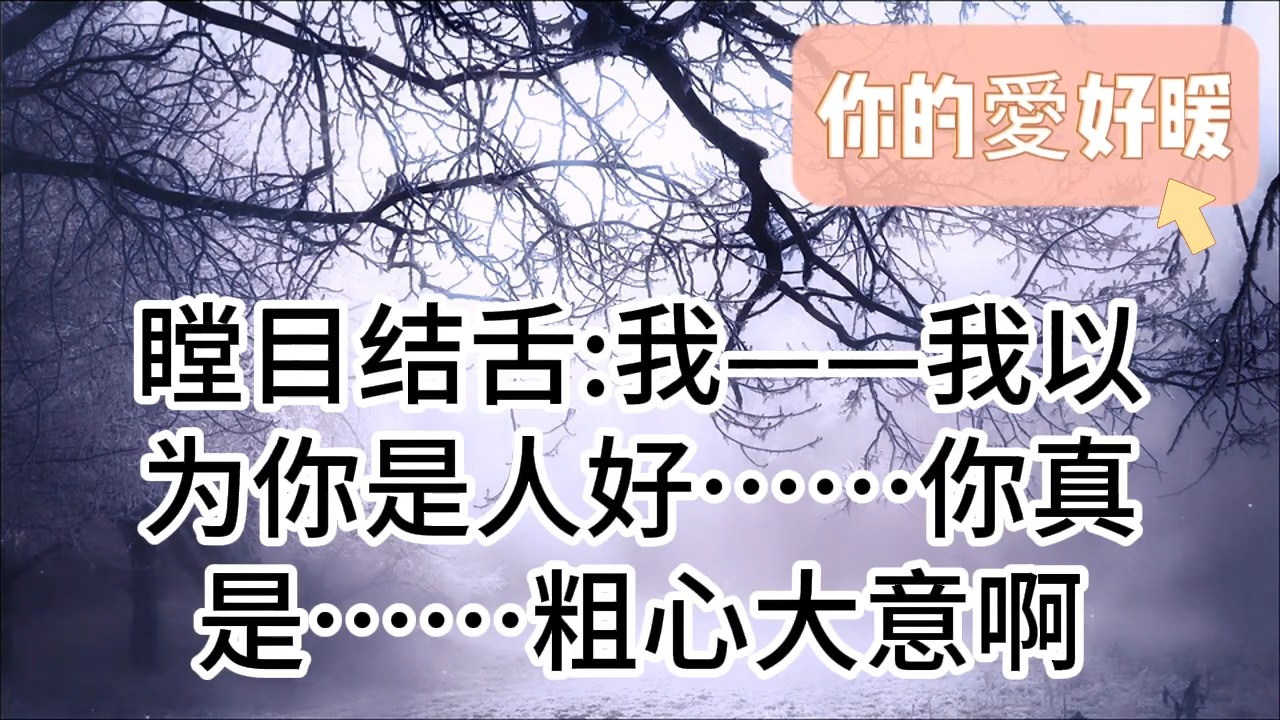 你的愛好暖
瞠目结舌:我——我以
为你是人好……你真
是……粗心大意啊